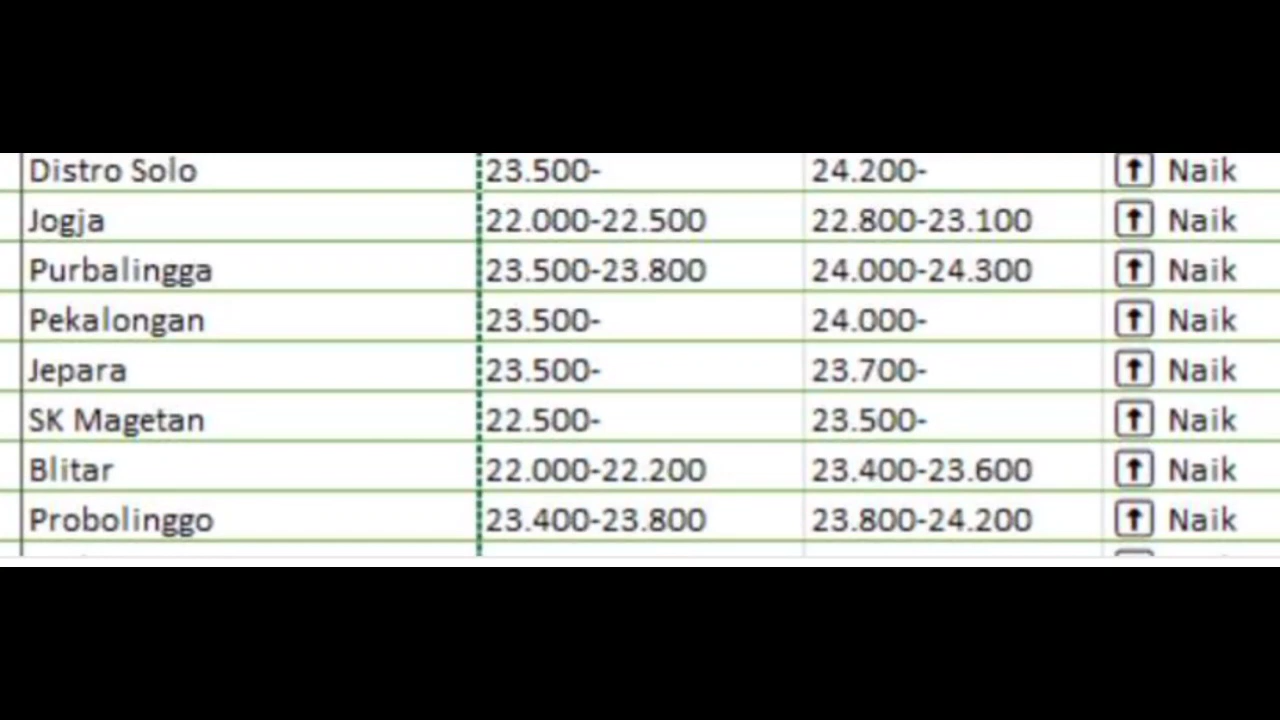 Distro Solo 23.500- 24.200- ↑ Naik
Jogja 22.000-22.500 22.800-23.100 ↑ Naik
Purbalingga 23.500-23.800 24.000-24.300 ↑ Naik
Pekalongan 23.500- 24.000- ↑ Naik
Jepara 23.500- 23.700- ↑ Naik
SK Magetan 22.500- 23.500- ↑ Naik
Blitar 22.000-22.200 23.400-23.600 ↑ Naik
Probolinggo 23.400-23.800 23.800-24.200 ↑ Naik